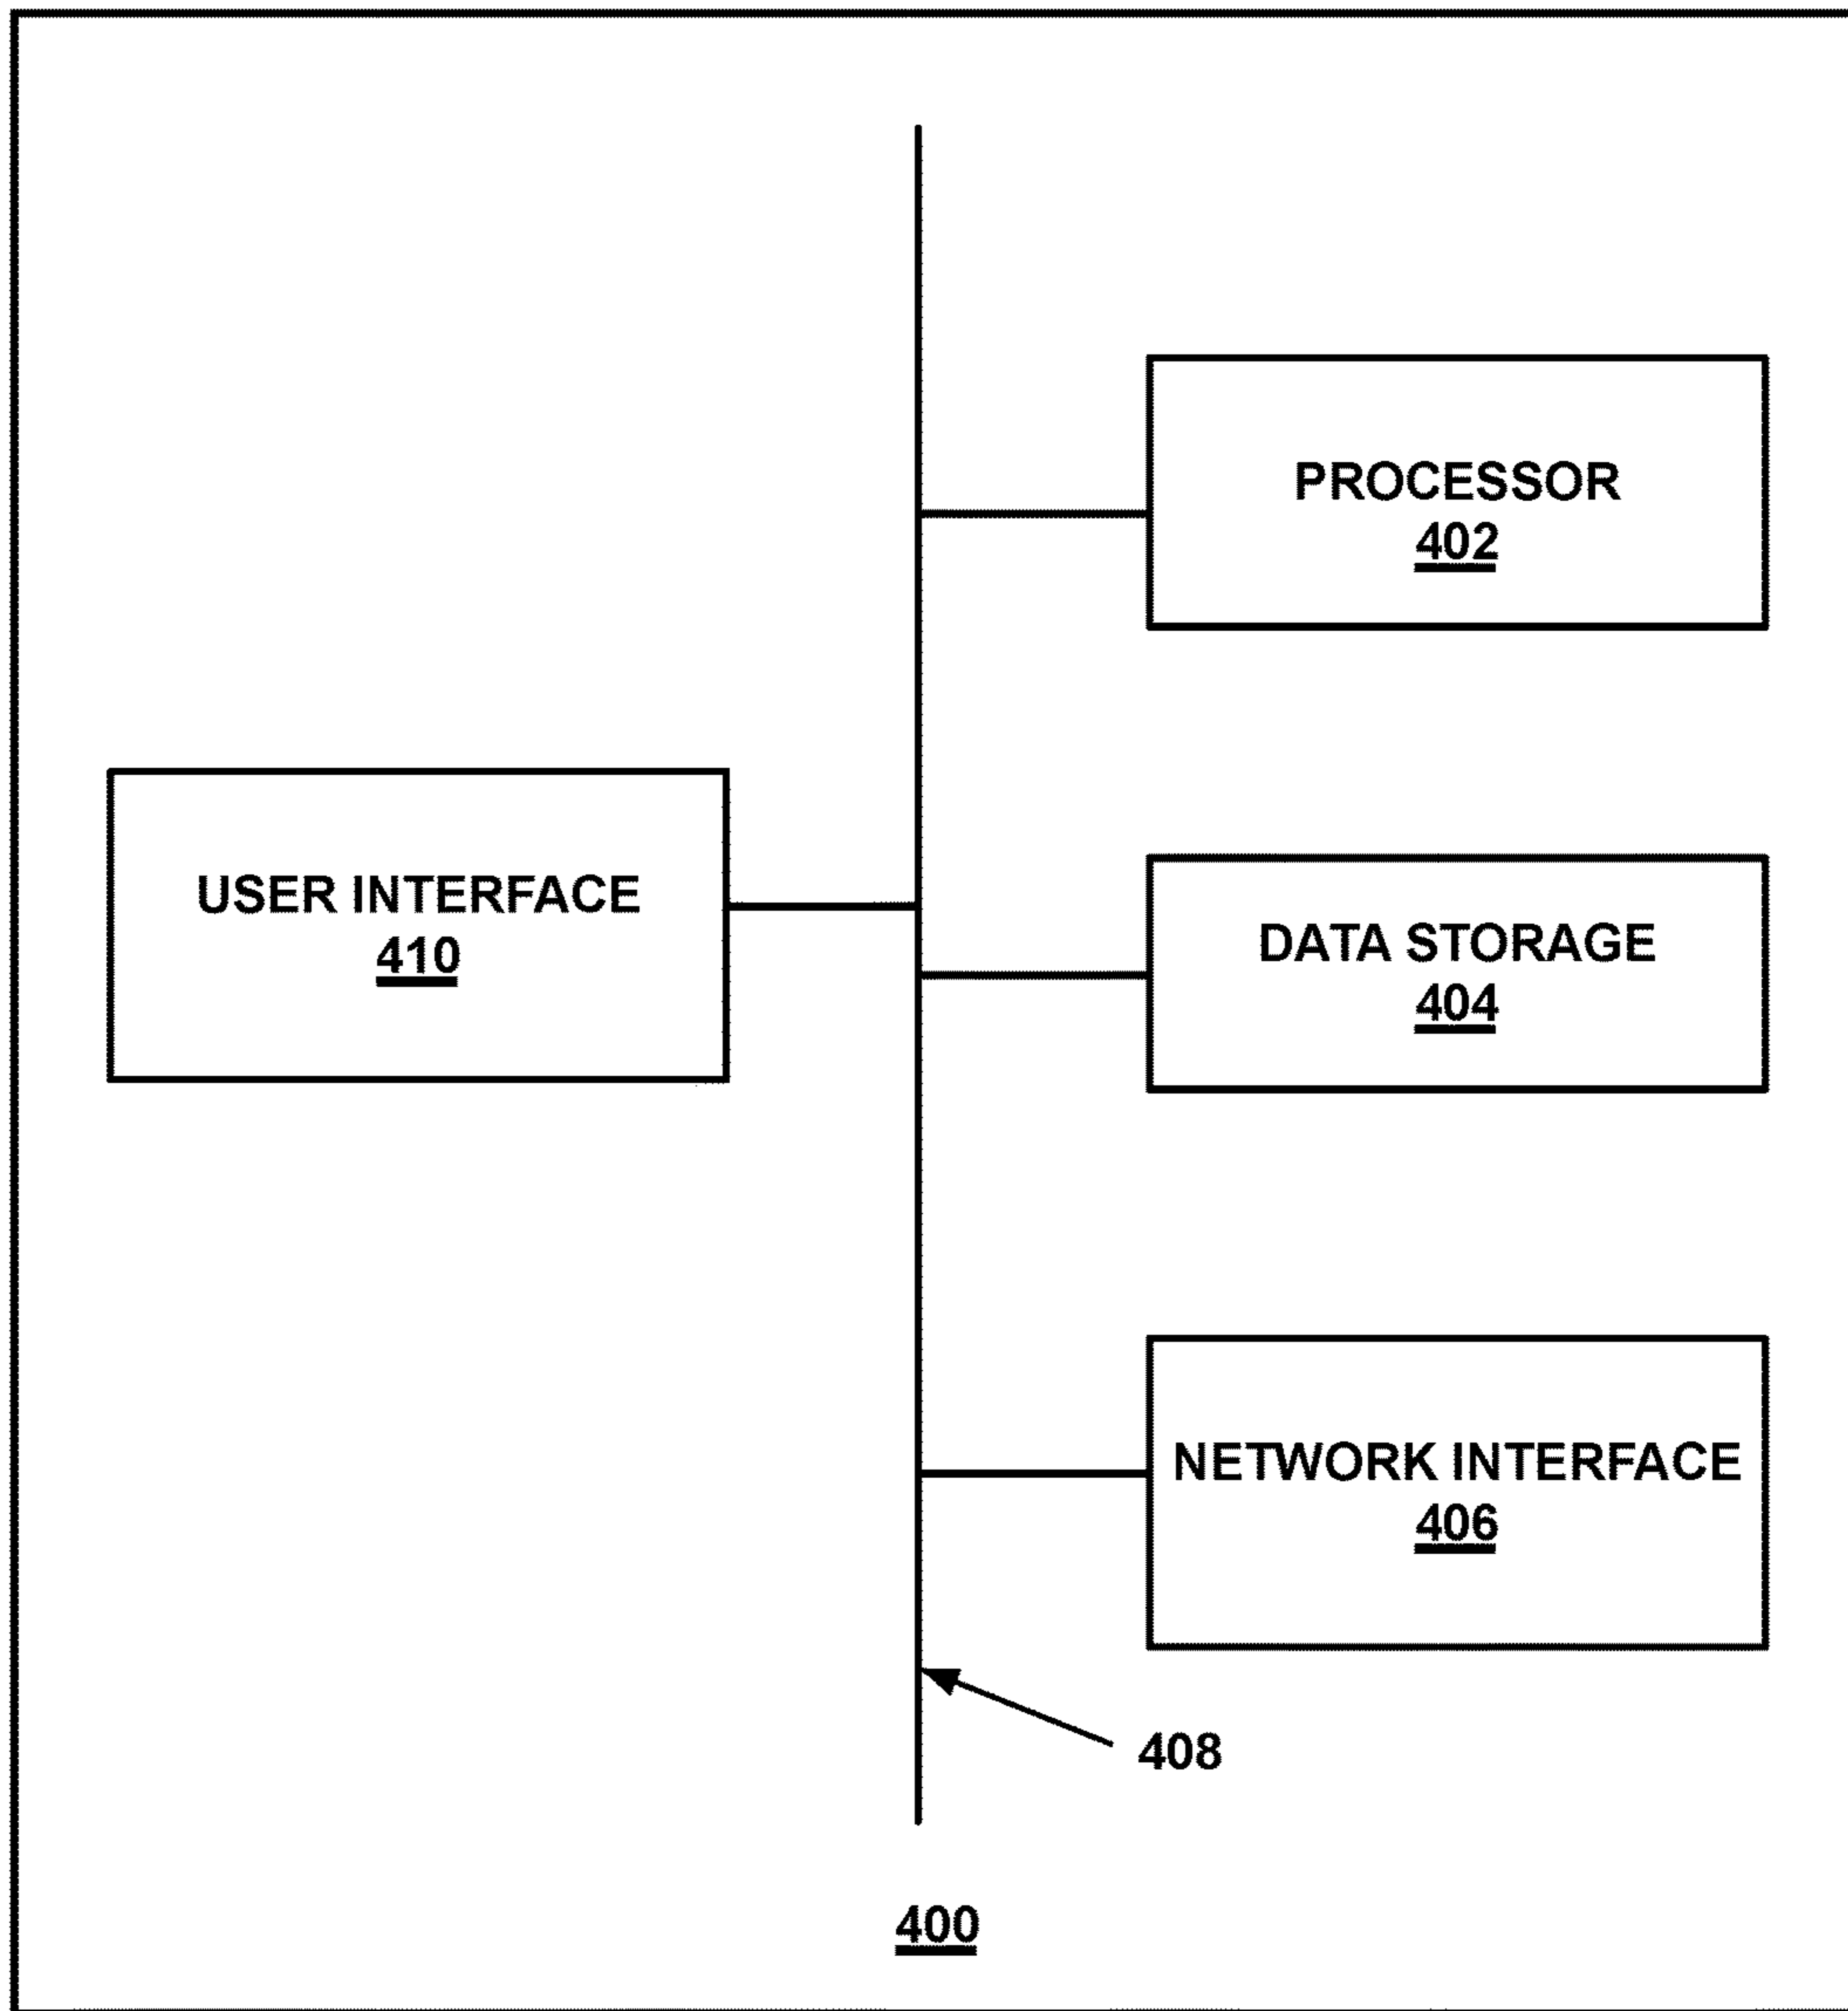 PROCESSOR
402
USER INTERFACE
410
DATA STORAGE
404
NETWORK INTERFACE
406
408
400